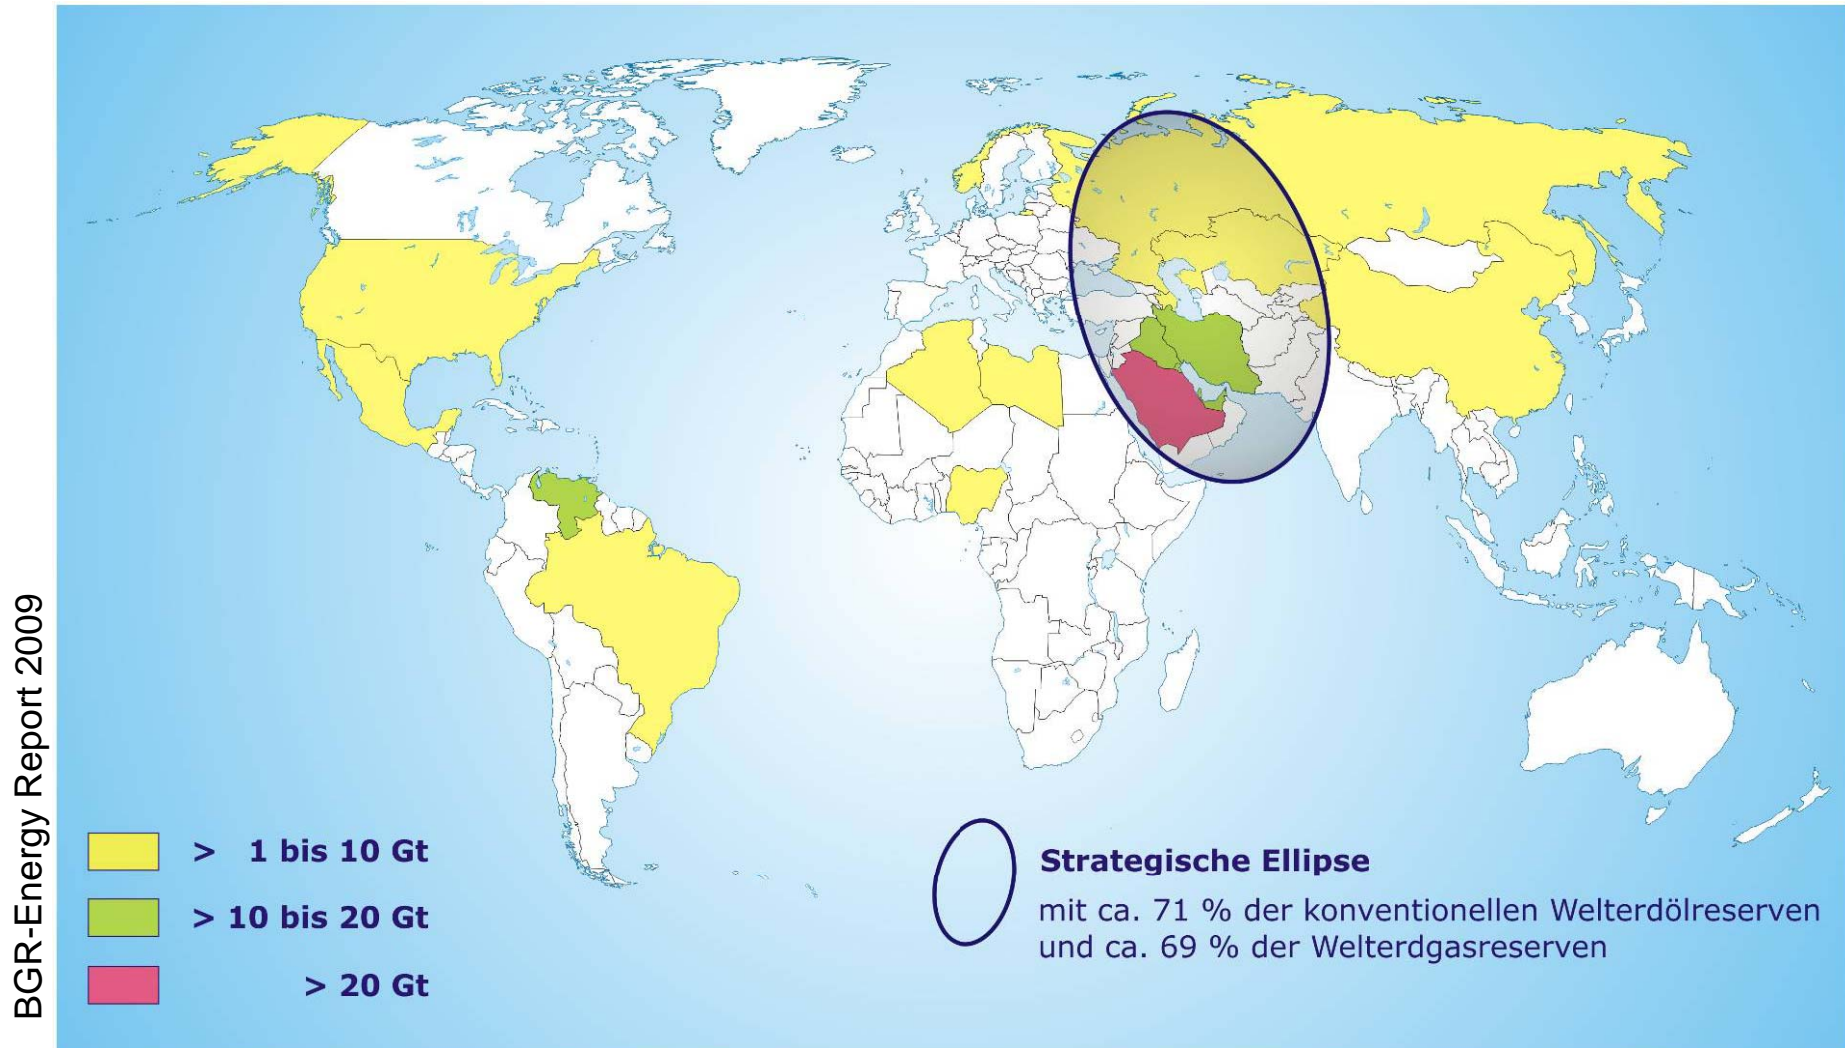 BGR-Energy Report 2009
> 1 bis 10 Gt
> 10 bis 20 Gt
> 20 Gt
Strategische Ellipse
mit ca. 71 % der konventionellen Welterdölreserven
und ca. 69 % der Welterdgasreserven